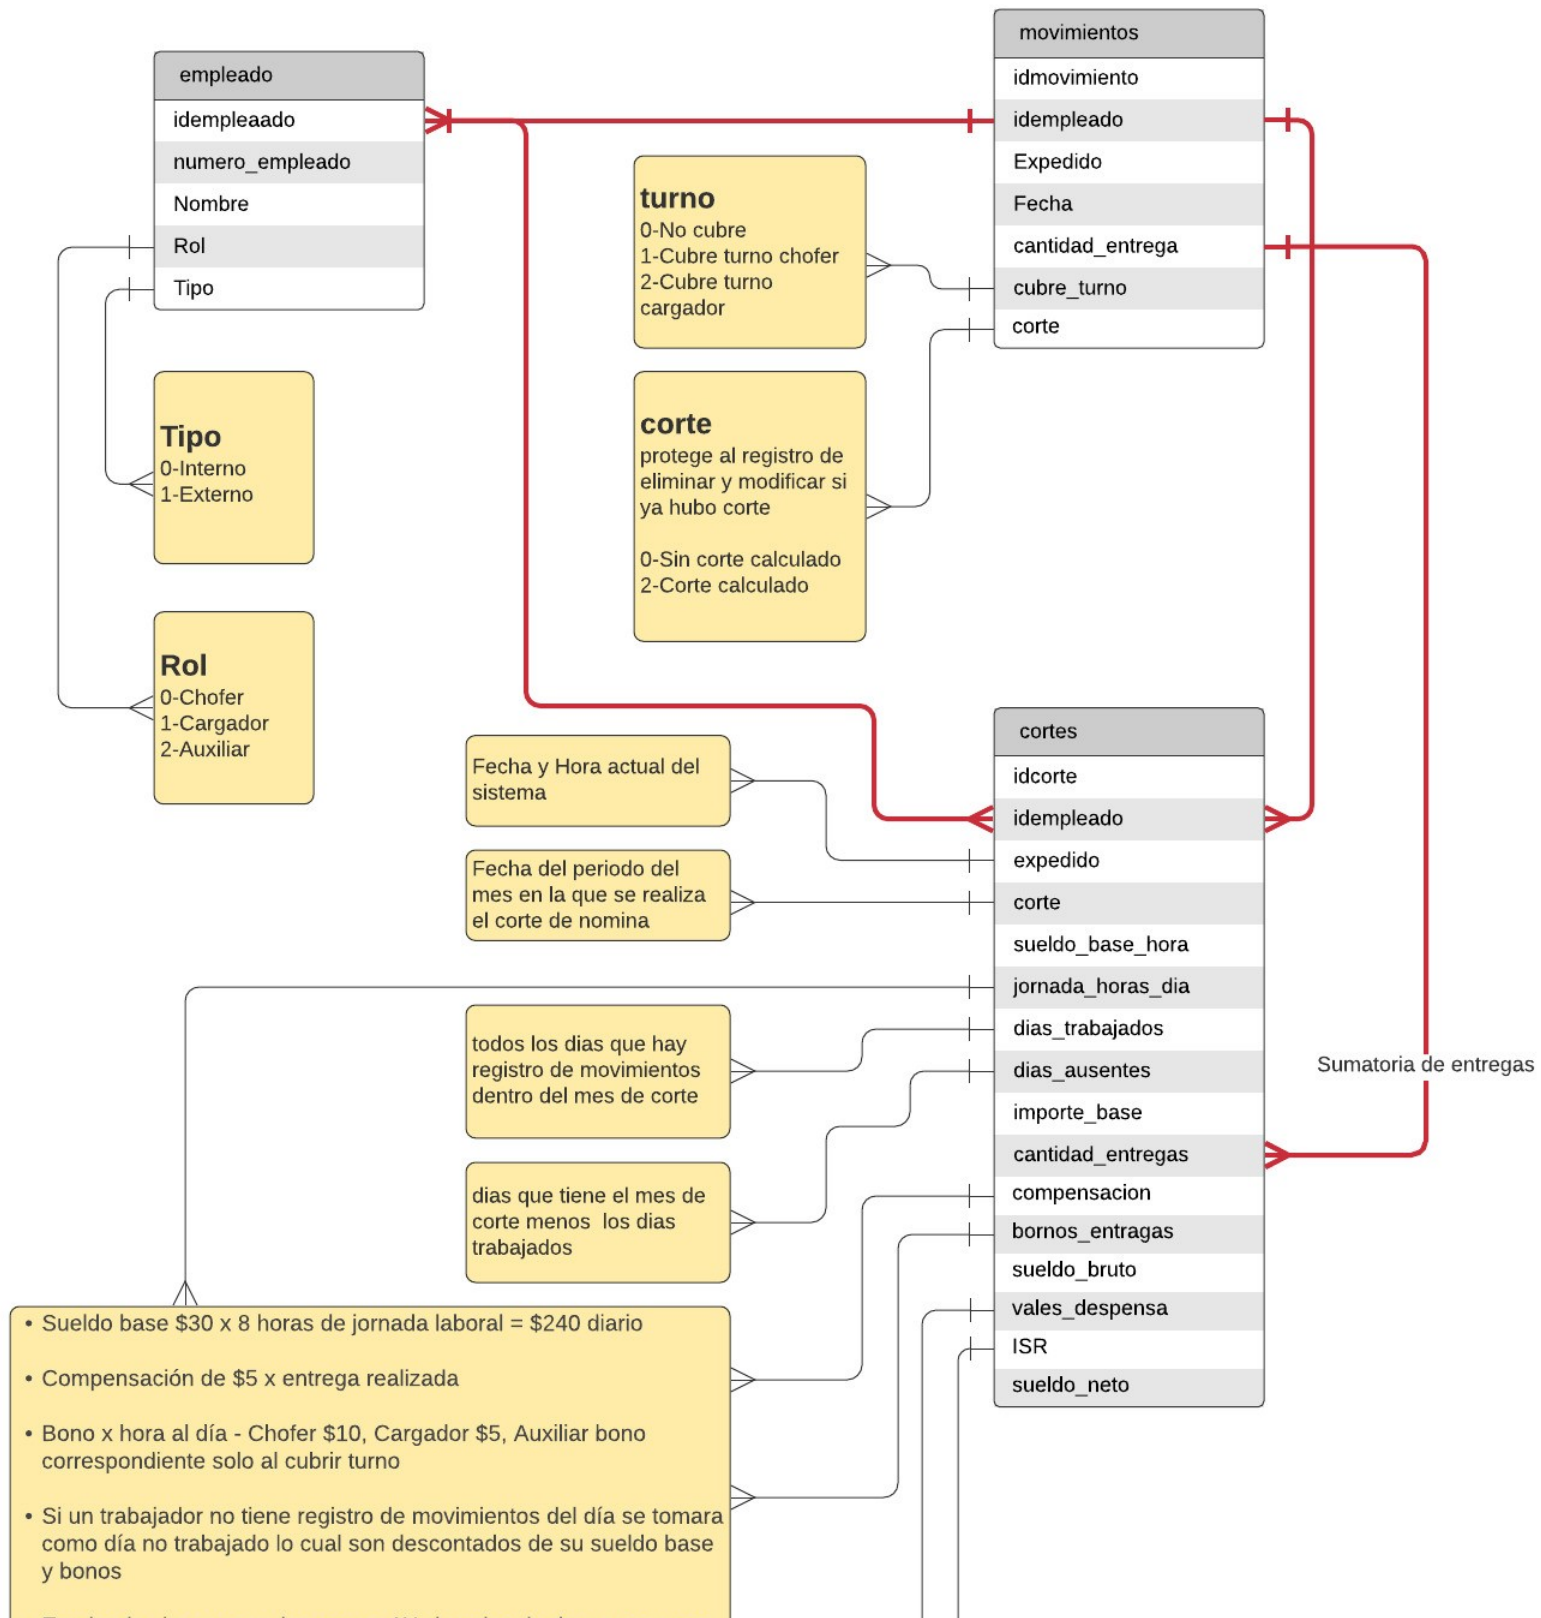 empleado
idempleaado
numero_empleado
Nombre
Rol
Tipo
movimientos
idmovimiento
idempleado
Expedido
Fecha
cantidad_entrega
cubre_turno
corte
turno
0-No cubre
1-Cubre turno chofer
2-Cubre turno
cargador
corte
protege al registro de
eliminar y modificar si
ya hubo corte
0-Sin corte calculado
2-Corte calculado
Tipo
0-Interno
1-Externo
Rol
0-Chofer
1-Cargador
2-Auxiliar
cortes
idcorte
idempleado
expedido
corte
sueldo_base_hora
jornada_horas_dia
dias_trabajados
dias_ausentes
importe_base
cantidad_entregas
compensacion
bornos_entragas
sueldo_bruto
vales_despensa
ISR
sueldo_neto
Sumatoria de entregas
Fecha y Hora actual del
sistema
Fecha del periodo del
mes en la que se realiza
el corte de nomina
todos los dias que hay
registro de movimientos
dentro del mes de corte
dias que tiene el mes de
corte menos los dias
trabajados
• Sueldo base $30 x 8 horas de jornada laboral = $240 diario
• Compensación de $5 x entrega realizada
• Bono x hora al día - Chofer $10, Cargador $5, Auxiliar bono
correspondiente solo al cubrir turno
• Si un trabajador no tiene registro de movimientos del día se tomara
como día no trabajado lo cual son descontados de su sueldo base
y bonos